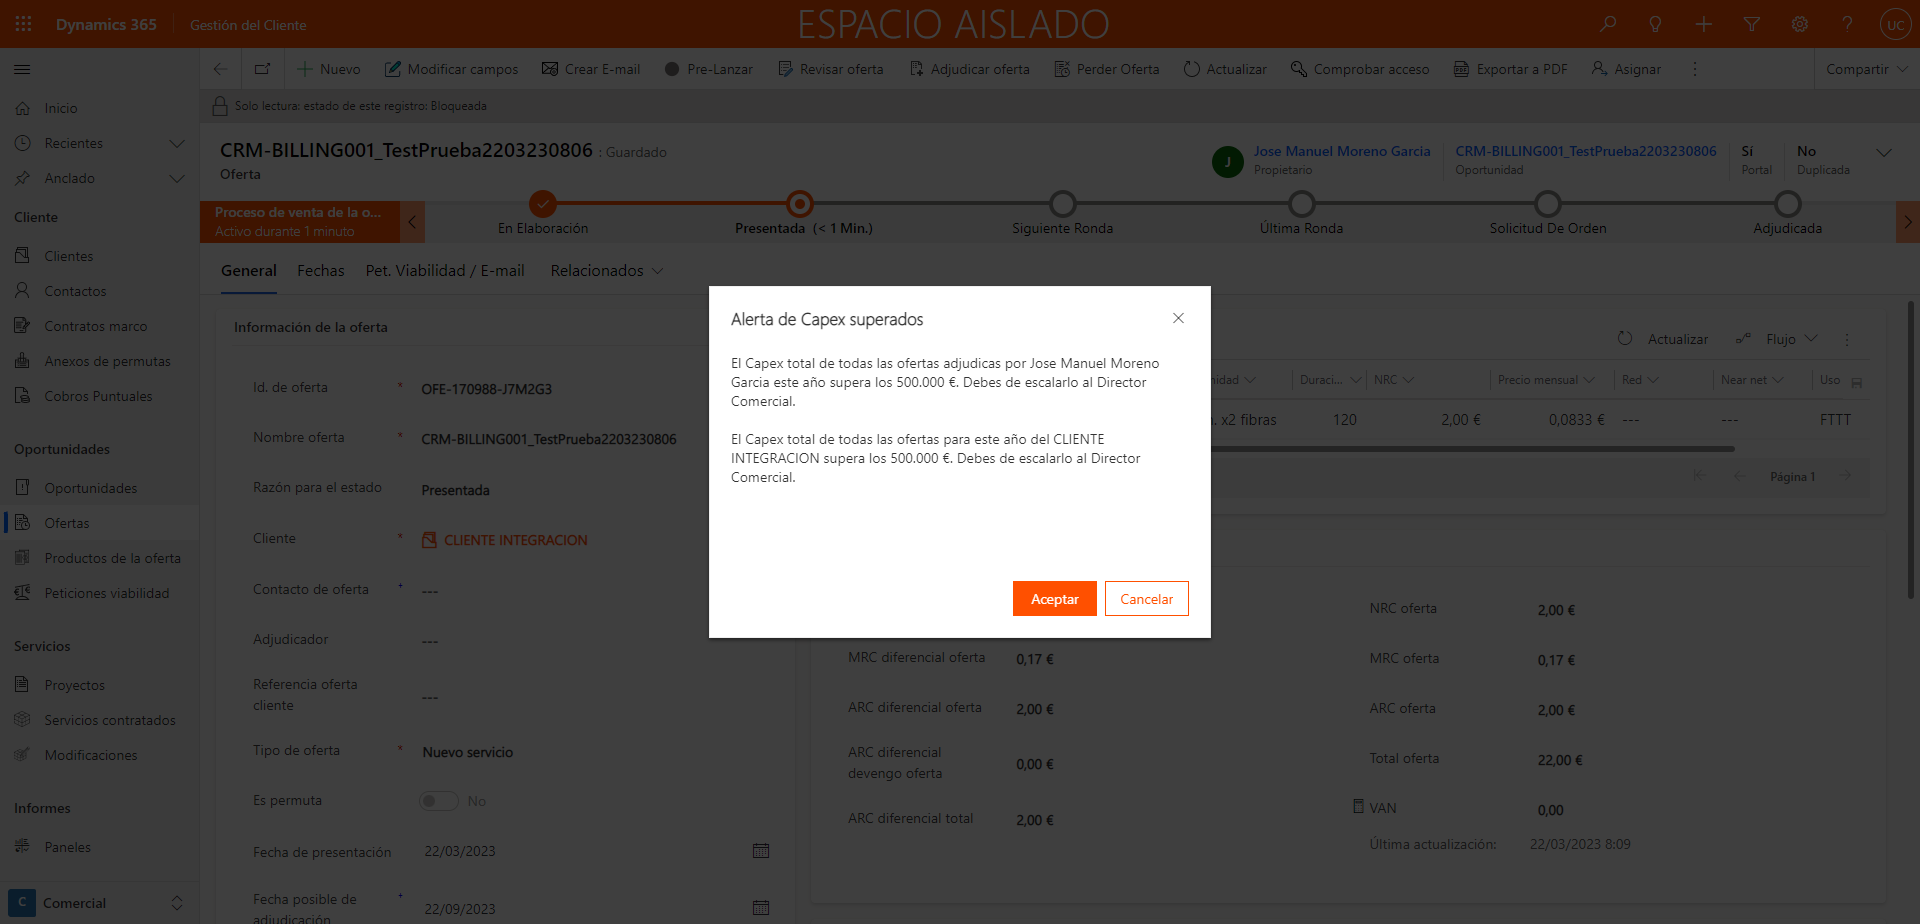 Dynamics 365
Gestión del Cliente
ESPACIO AISLADO
UC
Nuevo
Modificar campos
Crear E-mail
Pre-Lanzar
Revisar oferta
Adjudicar oferta
Perder Oferta
Actualizar
Comprobar acceso
Exportar a PDF
Asignar
Compartir
Solo lectura: estado de este registro: Bloqueada
Inicio
Recientes
Anclado
Cliente
Clientes
Contactos
Contratos marco
Anexos de permutas
Cobros Puntuales
Oportunidades
Oportunidades
Ofertas
Productos de la oferta
Peticiones viabilidad
Servicios
Proyectos
Servicios contratados
Modificaciones
Informes
Paneles
C Comercial
CRM-BILLING001_TestPrueba2203230806 : Guardado
Oferta
J
Jose Manuel Moreno Garcia
Propietario
CRM-BILLING001_TestPrueba2203230806
Oportunidad
Sí
Portal
No
Duplicada
Proceso de venta de la o...
Activo durante 1 minuto
En Elaboración
Presentada (< 1 Min.)
Siguiente Ronda
Última Ronda
Solicitud De Orden
Adjudicada
General
Fechas
Pet. Viabilidad / E-mail
Relacionados
Información de la oferta
Id. de oferta * OFE-170988-J7M2G3
Nombre oferta * CRM-BILLING001_TestPrueba2203230806
Razón para el estado Presentada
Cliente * CLIENTE INTEGRACION
Contacto de oferta + ---
Adjudicador ---
Referencia oferta
cliente ---
Tipo de oferta * Nuevo servicio
Es permuta No
Fecha de presentación 22/03/2023
Fecha posible de + 22/09/2023
adjudicación
Alerta de Capex superados
El Capex total de todas las ofertas adjudicas por Jose Manuel Moreno
Garcia este año supera los 500.000 €. Debes de escalarlo al Director
Comercial.
El Capex total de todas las ofertas para este año del CLIENTE
INTEGRACION supera los 500.000 €. Debes de escalarlo al Director
Comercial.
Aceptar
Cancelar
Actualizar
Flujo
nidad Duraci... NRC Precio mensual Red Near net Uso
. x2 fibras 120 2,00 € 0,0833 € --- --- FTTT
Página 1
MRC diferencial oferta 0,17 €
ARC diferencial oferta 2,00 €
ARC diferencial
devengo oferta 0,00 €
ARC diferencial total 2,00 €
NRC oferta 2,00 €
MRC oferta 0,17 €
ARC oferta 2,00 €
Total oferta 22,00 €
VAN 0,00
Última actualización: 22/03/2023 8:09